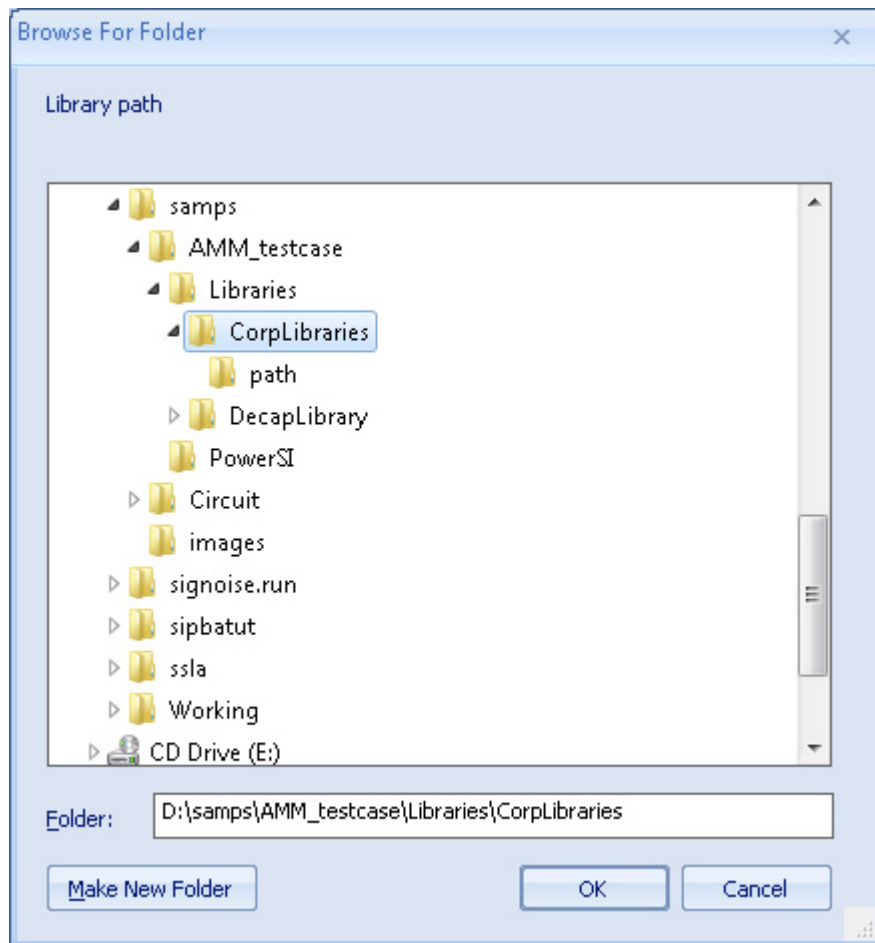 Browse For Folder
Library path
samps
AMM_testcase
Libraries
CorpLibraries
path
DecapLibrary
PowerSI
Circuit
images
signoise.run
sipbatut
ssla
Working
CD Drive (E:)
Folder: D:\samps\AMM_testcase\Libraries\CorpLibraries
Make New Folder OK Cancel